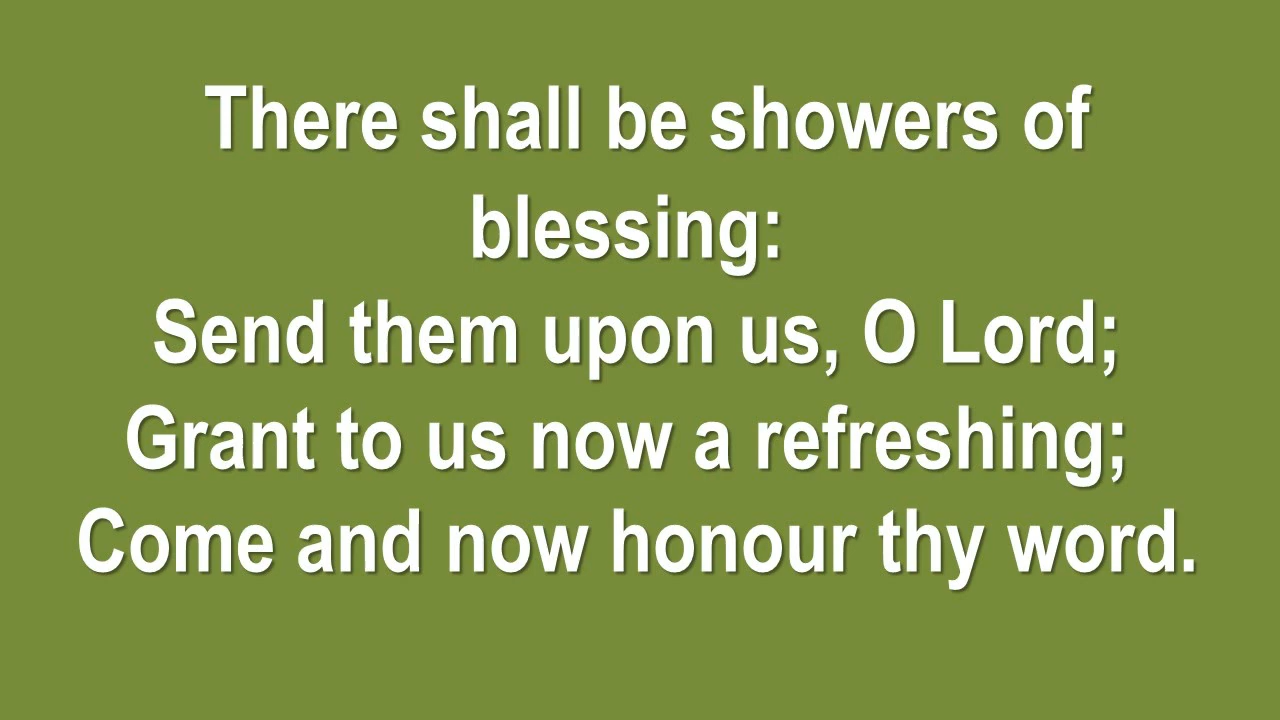 There shall be showers of
blessing:
Send them upon us, O Lord;
Grant to us now a refreshing;
Come and now honour thy word.